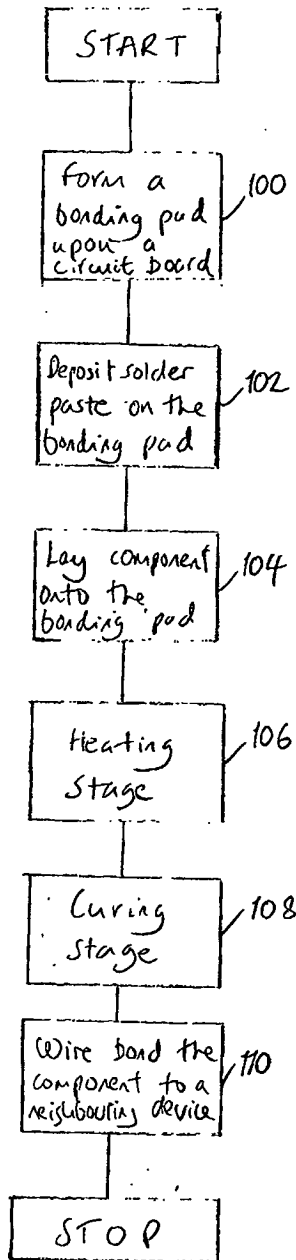 START
Form a
bonding pad
upon a
circuit board
100
Deposit solder
paste on the
bonding pad
102
Lay component
onto the
bonding pad
104
Heating
Stage
106
Curing
Stage
108
Wire bond the
component to a
neighbouring device
110
STOP